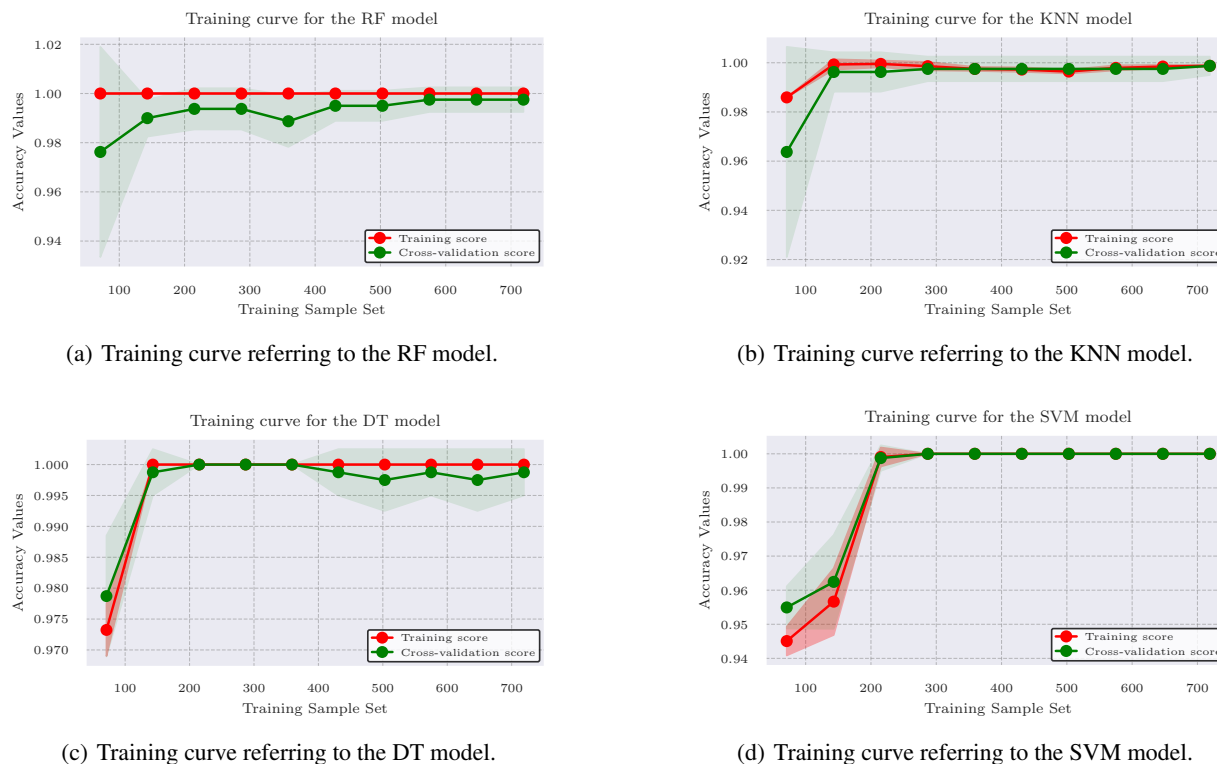 Training curve for the RF model
1.02
1.00
0.98
0.96
0.94
Accuracy Values
Training score
Cross-validation score
100 200 300 400 500 600 700
Training Sample Set
(a) Training curve referring to the RF model.
Training curve for the KNN model
1.00
0.98
0.96
0.94
0.92
Accuracy Values
Training score
Cross-validation score
100 200 300 400 500 600 700
Training Sample Set
(b) Training curve referring to the KNN model.
Training curve for the DT model
1.000
0.995
0.990
0.985
0.980
0.975
0.970
Accuracy Values
Training score
Cross-validation score
100 200 300 400 500 600 700
Training Sample Set
(c) Training curve referring to the DT model.
Training curve for the SVM model
1.00
0.99
0.98
0.97
0.96
0.95
0.94
Accuracy Values
Training score
Cross-validation score
100 200 300 400 500 600 700
Training Sample Set
(d) Training curve referring to the SVM model.